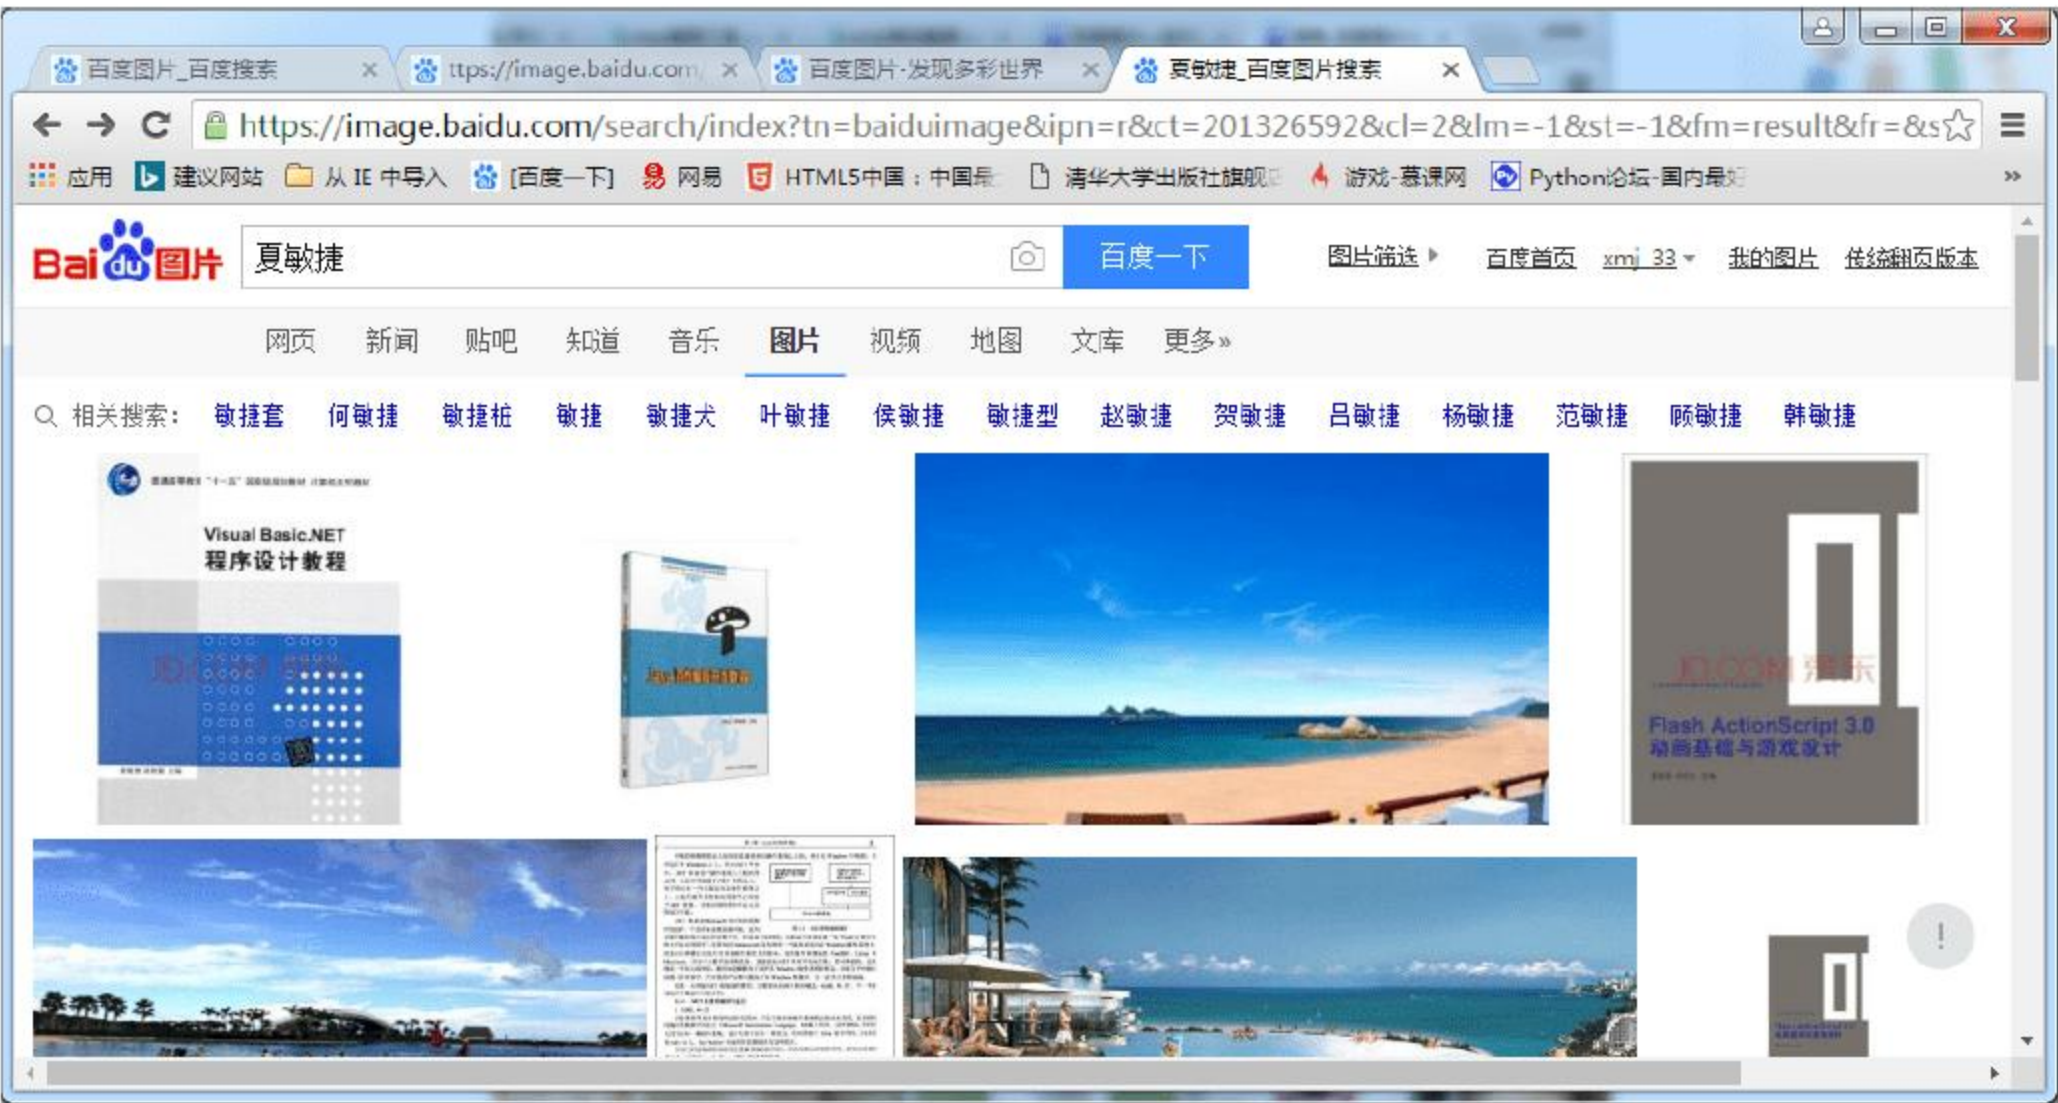 百度图片_百度搜索
ttps://image.baidu.com/
百度图片-发现多彩世界
夏敏捷_百度图片搜索
https://image.baidu.com/search/index?tn=baiduimage&ipn=r&ct=201326592&cl=2&lm=-1&st=-1&fm=result&fr=&s
应用 建议网站 从 IE 中导入 [百度一下] 网易 HTML5中国：中国最 清华大学出版社旗舰店 游戏-慕课网 Python论坛-国内最好
Bai du 图片 夏敏捷 百度一下 图片筛选 百度首页 xmj_33 我的图片 传统翻页版本
网页 新闻 贴吧 知道 音乐 图片 视频 地图 文库 更多»
相关搜索： 敏捷套 何敏捷 敏捷桩 敏捷 敏捷犬 叶敏捷 侯敏捷 敏捷型 赵敏捷 贺敏捷 吕敏捷 杨敏捷 范敏捷 顾敏捷 韩敏捷
Visual Basic.NET
程序设计教程
JD.COM 京东
Flash ActionScript 3.0
动画基础与游戏设计